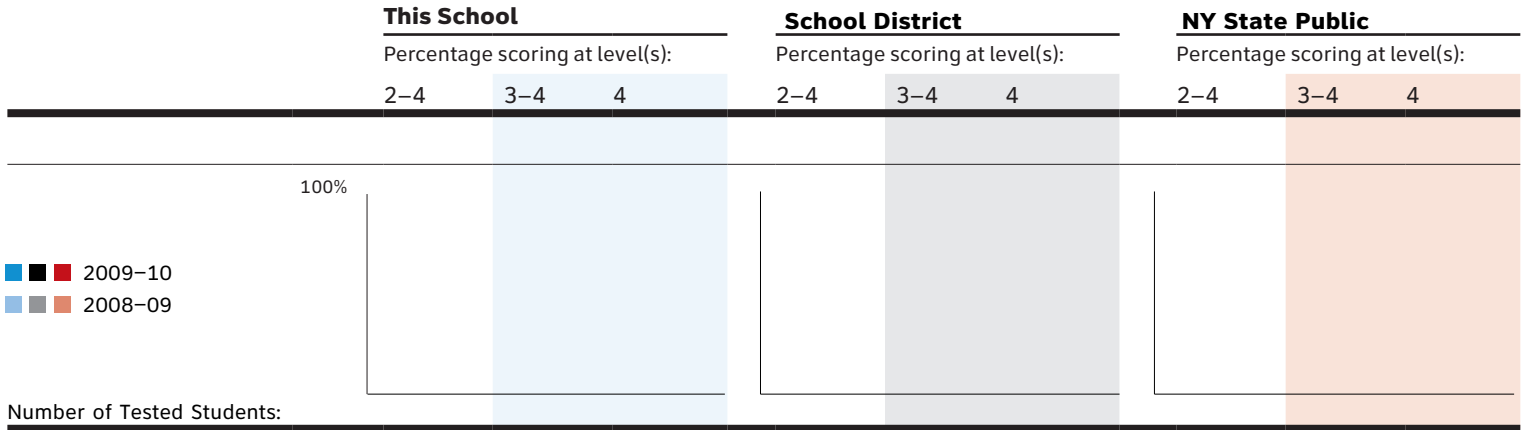 This School School District NY State Public
Percentage scoring at level(s): Percentage scoring at level(s): Percentage scoring at level(s):
2–4 3–4 4 2–4 3–4 4 2–4 3–4 4
100%
2009–10
2008–09
Number of Tested Students: